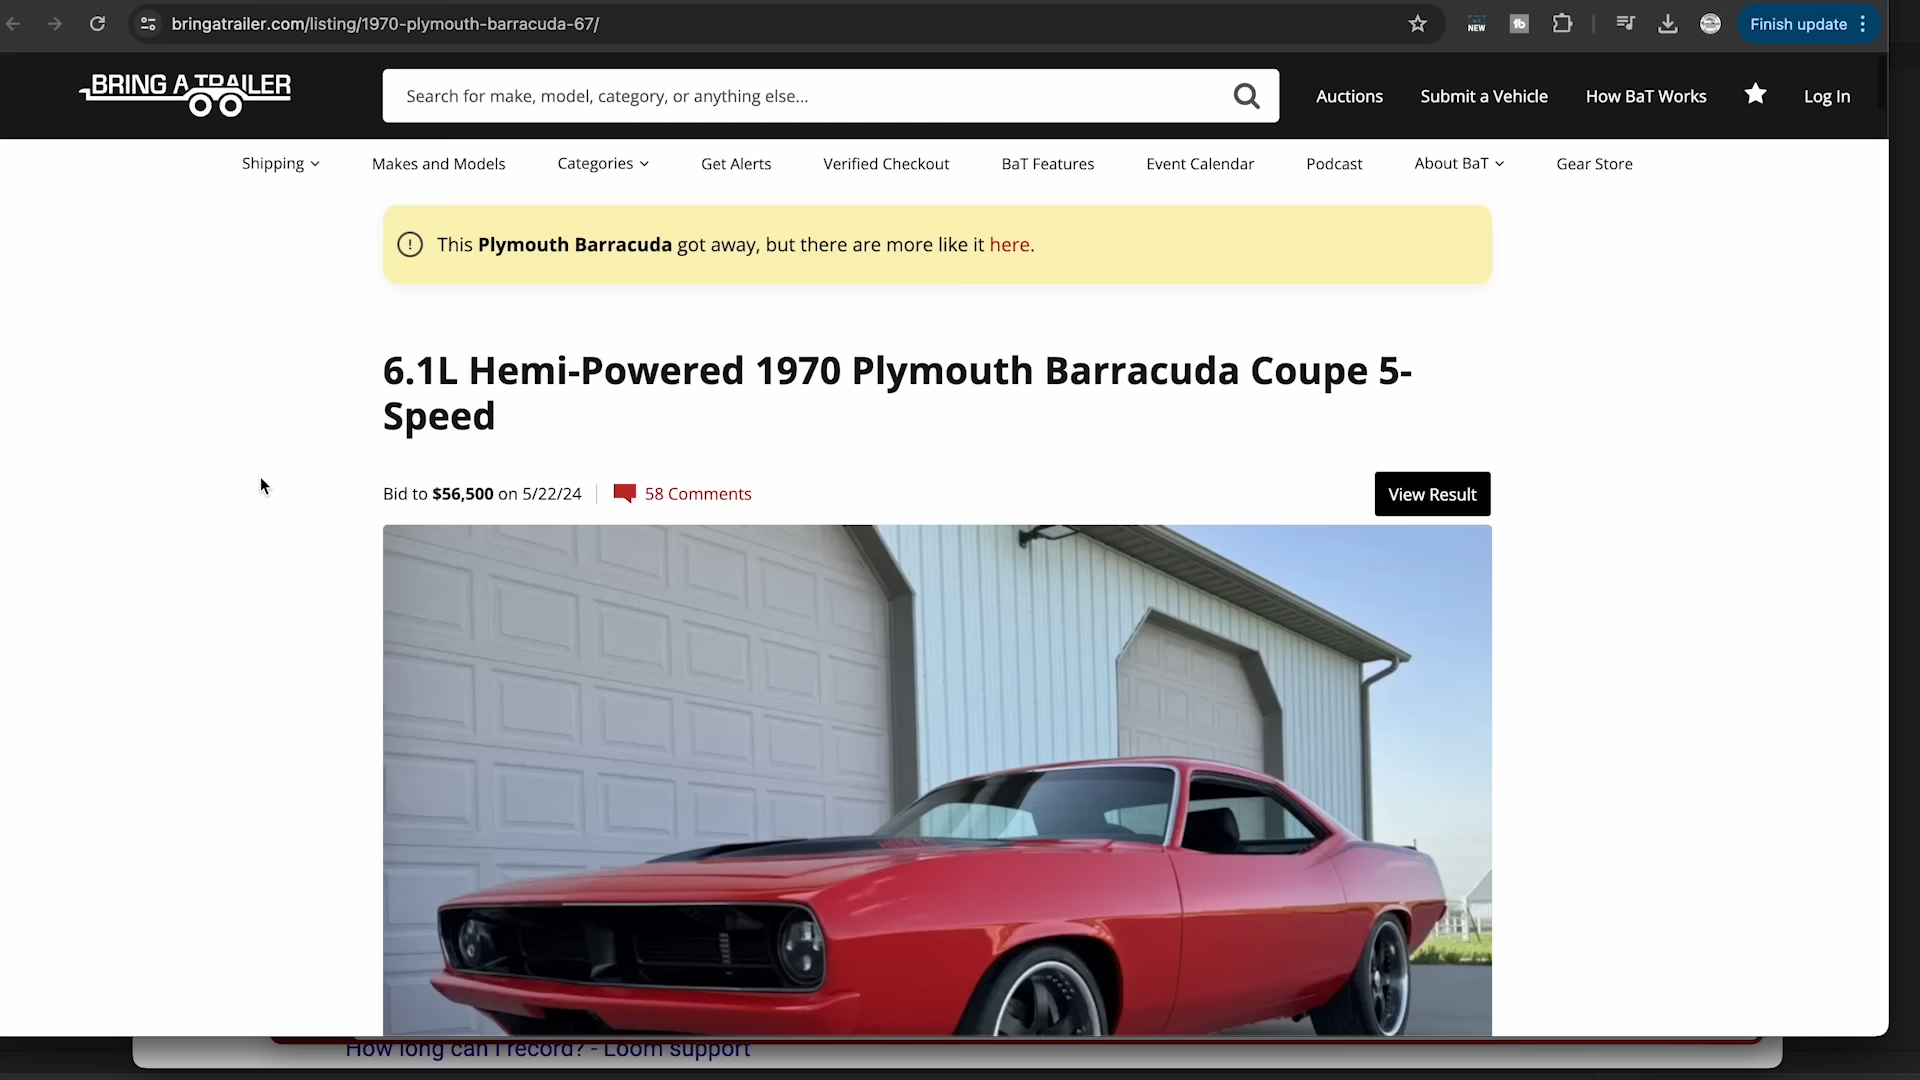 bringatrailer.com/listing/1970-plymouth-barracuda-67/
NEW
tb
Finish update
BRING A TRAILER
Search for make, model, category, or anything else...
Auctions
Submit a Vehicle
How BaT Works
Log In
Shipping
Makes and Models
Categories
Get Alerts
Verified Checkout
BaT Features
Event Calendar
Podcast
About BaT
Gear Store
This Plymouth Barracuda got away, but there are more like it here.
6.1L Hemi-Powered 1970 Plymouth Barracuda Coupe 5-
Speed
Bid to $56,500 on 5/22/24
58 Comments
View Result
How long can I record? - Loom support